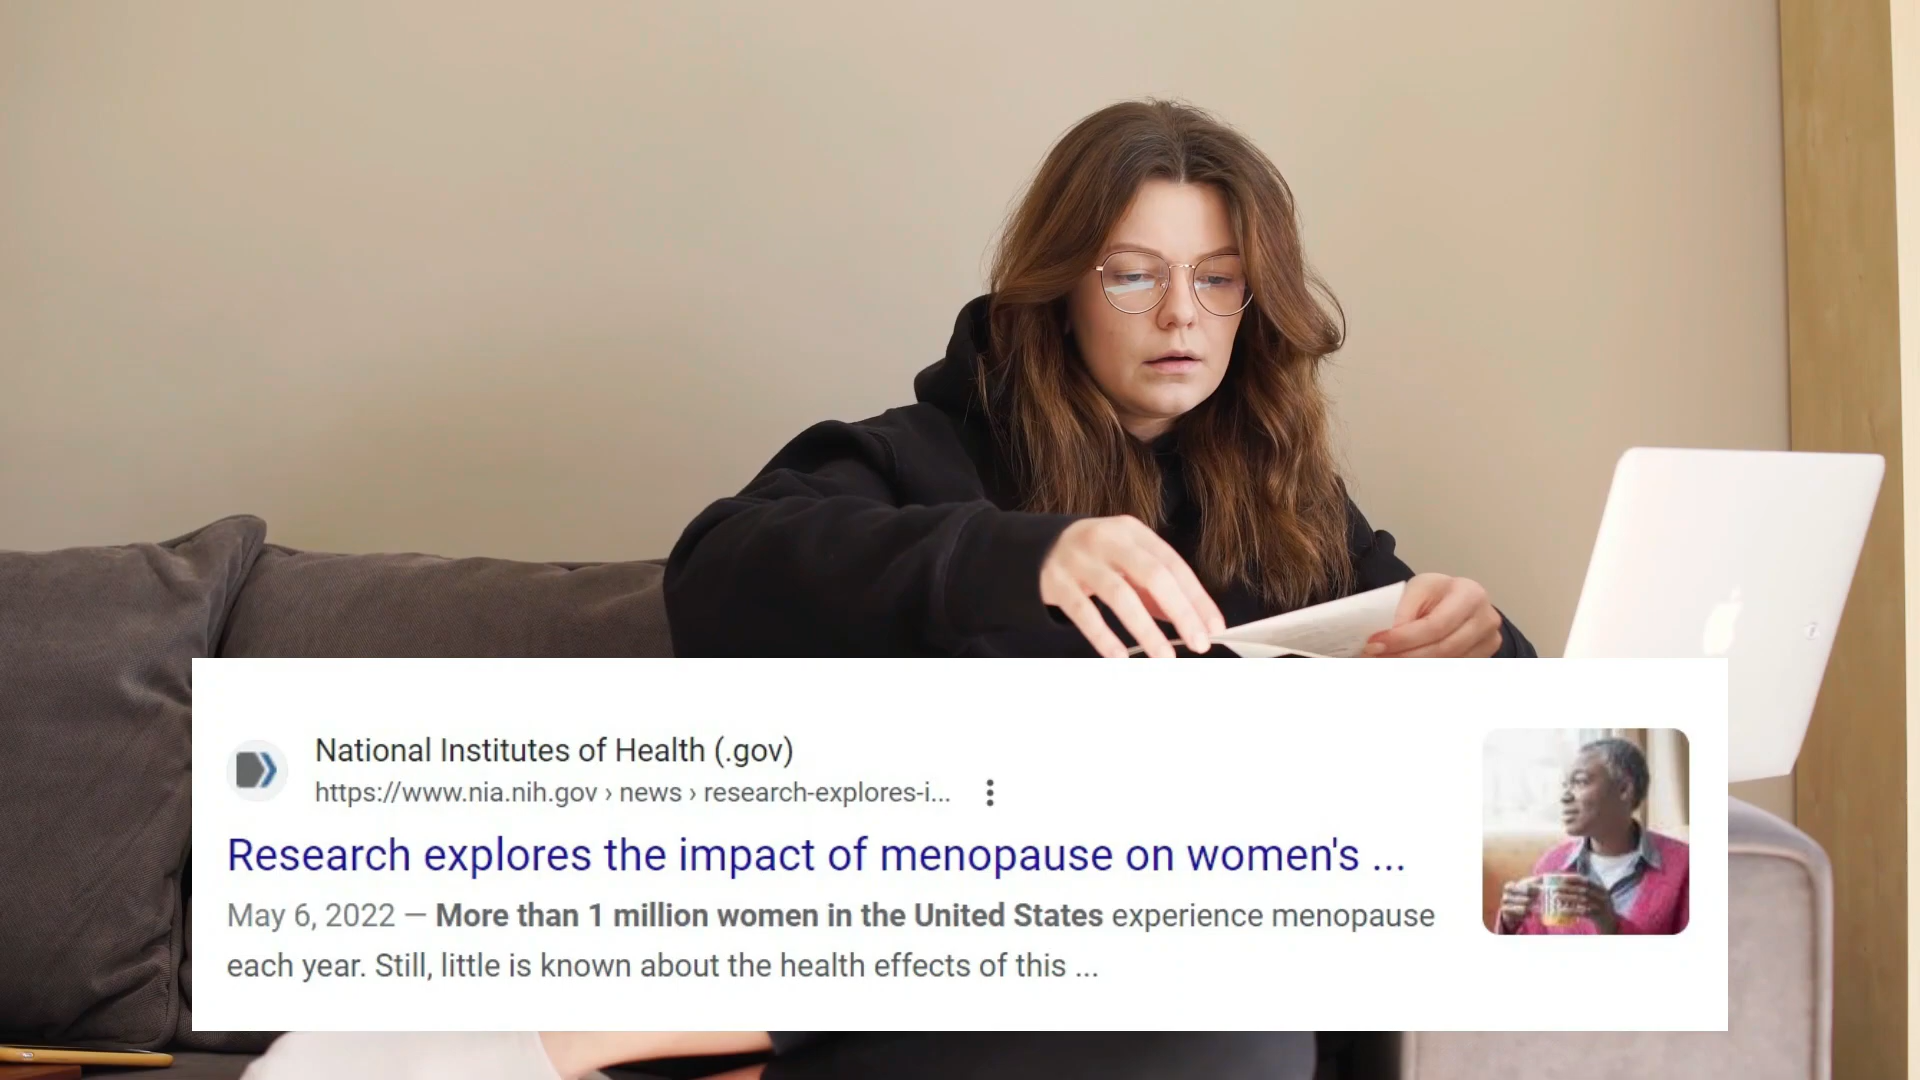 National Institutes of Health (.gov)
https://www.nia.nih.gov › news › research-explores-i...
Research explores the impact of menopause on women's ...
May 6, 2022 — More than 1 million women in the United States experience menopause
each year. Still, little is known about the health effects of this ...